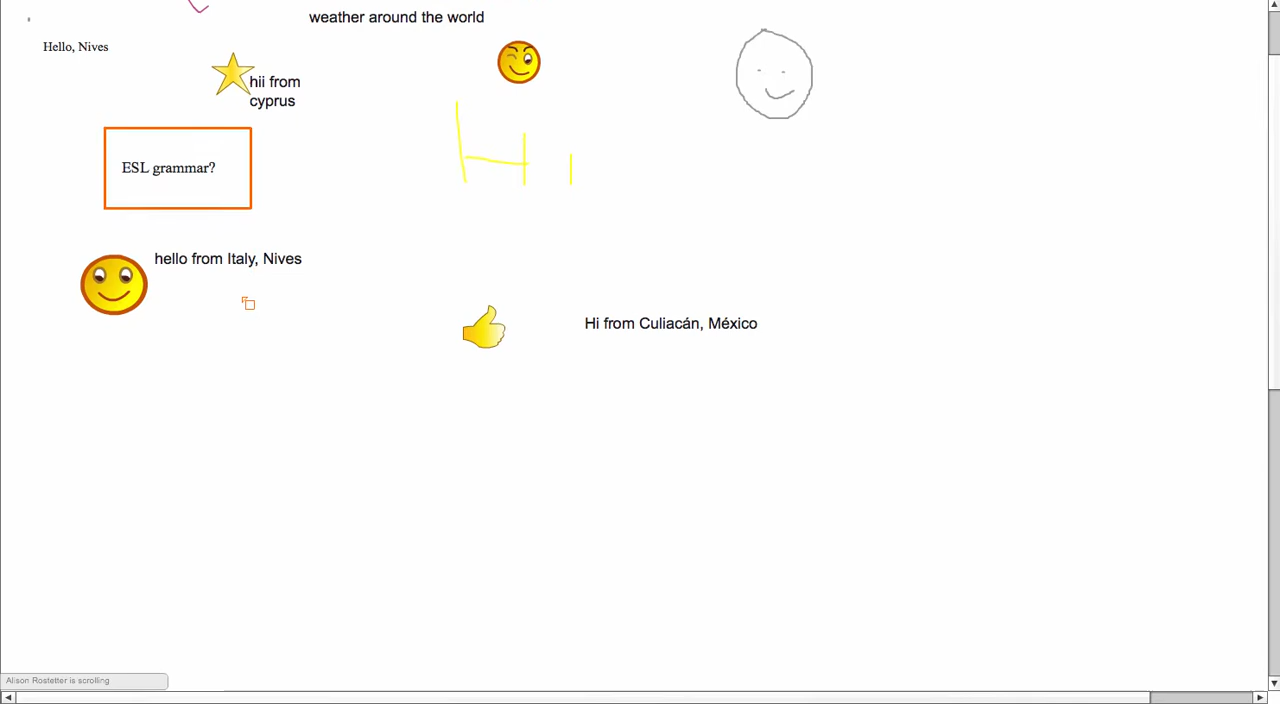 weather around the world
Hello, Nives
hii from
cyprus
Hi
ESL grammar?
hello from Italy, Nives
Hi from Culiacán, México
Alison Rostetter is scrolling